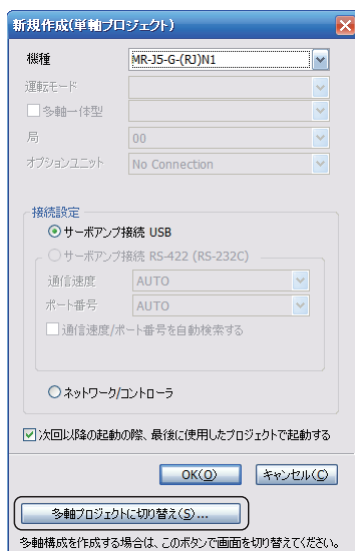 新規作成(単軸プロジェクト)
機種 MR-J5-G-(RJ)N1
運転モード
多軸一体型
局 00
オプションユニット No Connection
接続設定
サーボアンプ接続 USB
サーボアンプ接続 RS-422 (RS-232C)
通信速度 AUTO
ポート番号 AUTO
通信速度/ポート番号を自動検索する
ネットワーク/コントローラ
次回以降の起動の際、最後に使用したプロジェクトで起動する
OK(O) キャンセル(C)
多軸プロジェクトに切り替え(S)...
多軸構成を作成する場合は、このボタンで画面を切り替えてください。